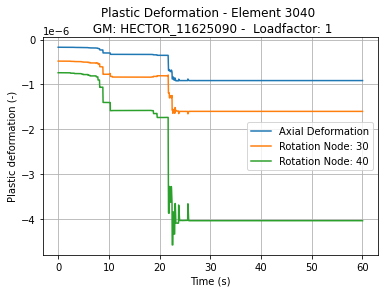 Plastic Deformation - Element 3040
GM: HECTOR_11625090 - Loadfactor: 1
1e−6
0
−1
−2
−3
−4
Plastic deformation (-)
Axial Deformation
Rotation Node: 30
Rotation Node: 40
0 10 20 30 40 50 60
Time (s)